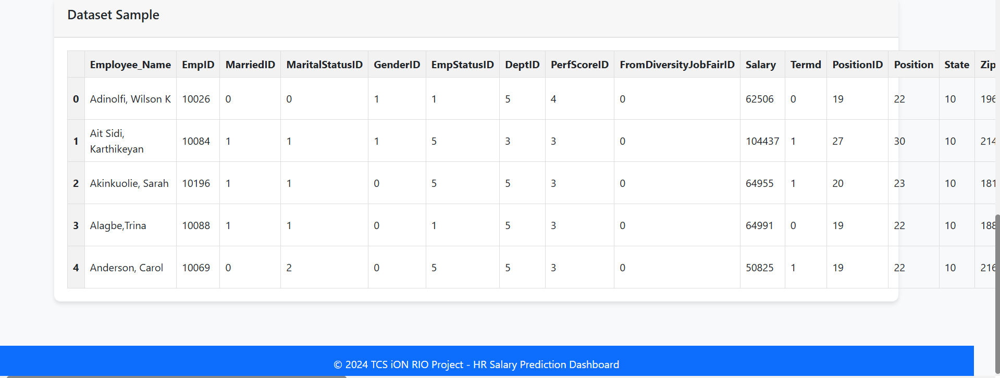 Dataset Sample
Employee_Name EmpID MarriedID MaritalStatusID GenderID EmpStatusID DeptID PerfScoreID FromDiversityJobFairID Salary Termd PositionID Position State Zip
0 Adinolfi, Wilson K 10026 0 0 1 1 5 4 0 62506 0 19 22 10 196
1 Ait Sidi, Karthikeyan 10084 1 1 1 5 3 3 0 104437 1 27 30 10 214
2 Akinkuolie, Sarah 10196 1 1 0 5 5 3 0 64955 1 20 23 10 181
3 Alagbe,Trina 10088 1 1 0 1 5 3 0 64991 0 19 22 10 188
4 Anderson, Carol 10069 0 2 0 5 5 3 0 50825 1 19 22 10 216
© 2024 TCS iON RIO Project - HR Salary Prediction Dashboard